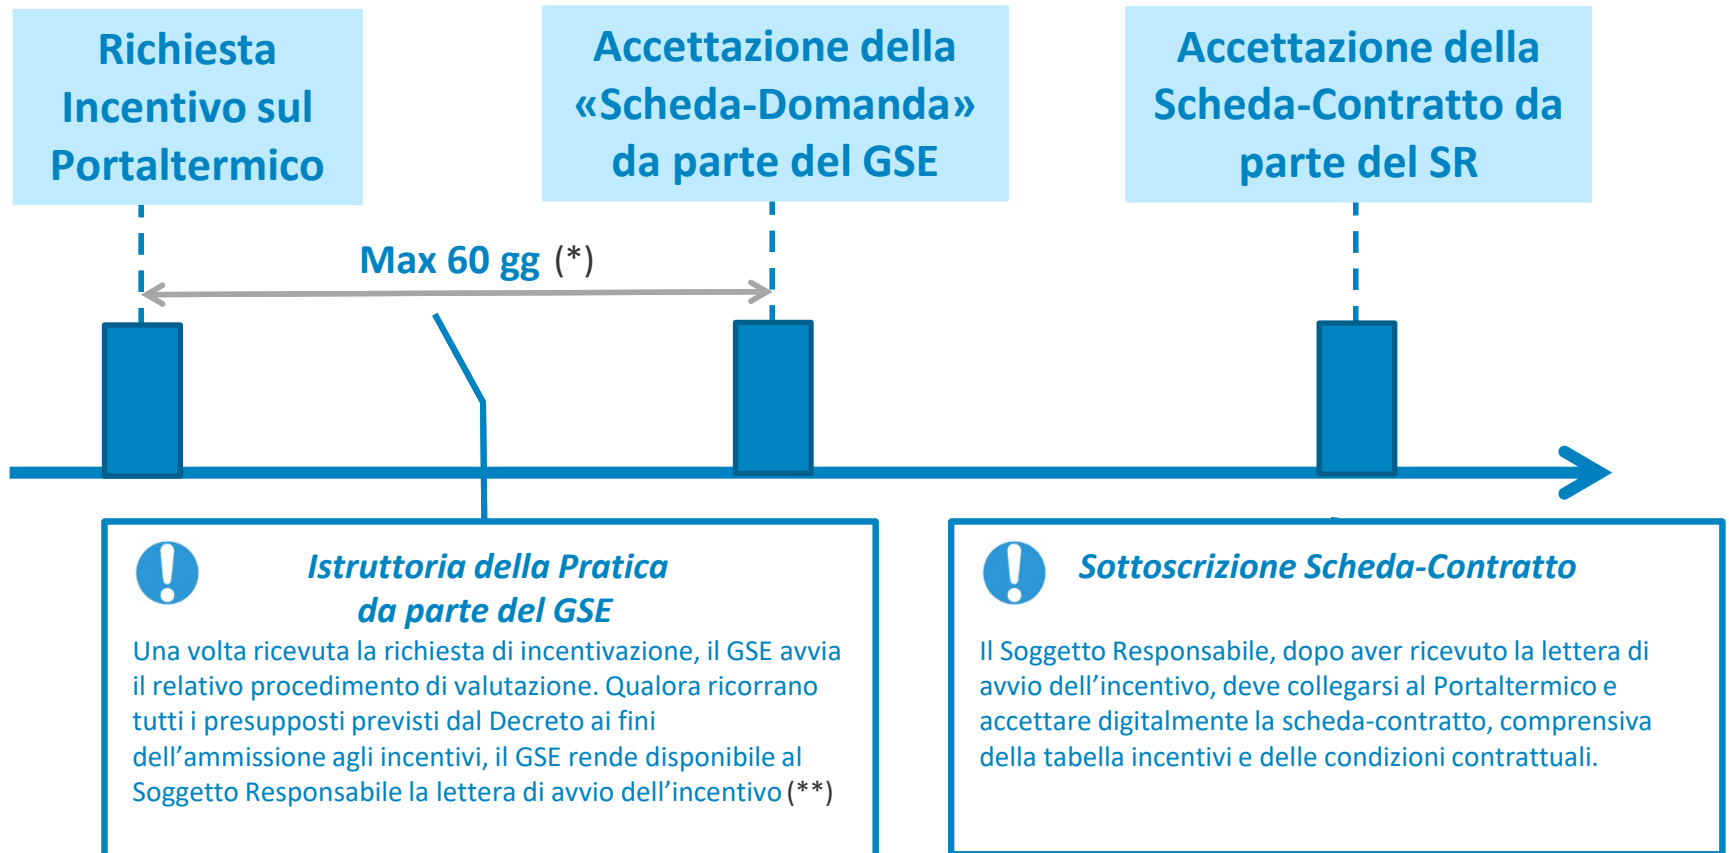 Richiesta
Incentivo sul
Portaltermico
Accettazione della
«Scheda-Domanda»
da parte del GSE
Accettazione della
Scheda-Contratto da
parte del SR
Max 60 gg (*)
Istruttoria della Pratica
da parte del GSE
Una volta ricevuta la richiesta di incentivazione, il GSE avvia
il relativo procedimento di valutazione. Qualora ricorrano
tutti i presupposti previsti dal Decreto ai fini
dell’ammissione agli incentivi, il GSE rende disponibile al
Soggetto Responsabile la lettera di avvio dell’incentivo (**)
Sottoscrizione Scheda-Contratto
Il Soggetto Responsabile, dopo aver ricevuto la lettera di
avvio dell’incentivo, deve collegarsi al Portaltermico e
accettare digitalmente la scheda-contratto, comprensiva
della tabella incentivi e delle condizioni contrattuali.